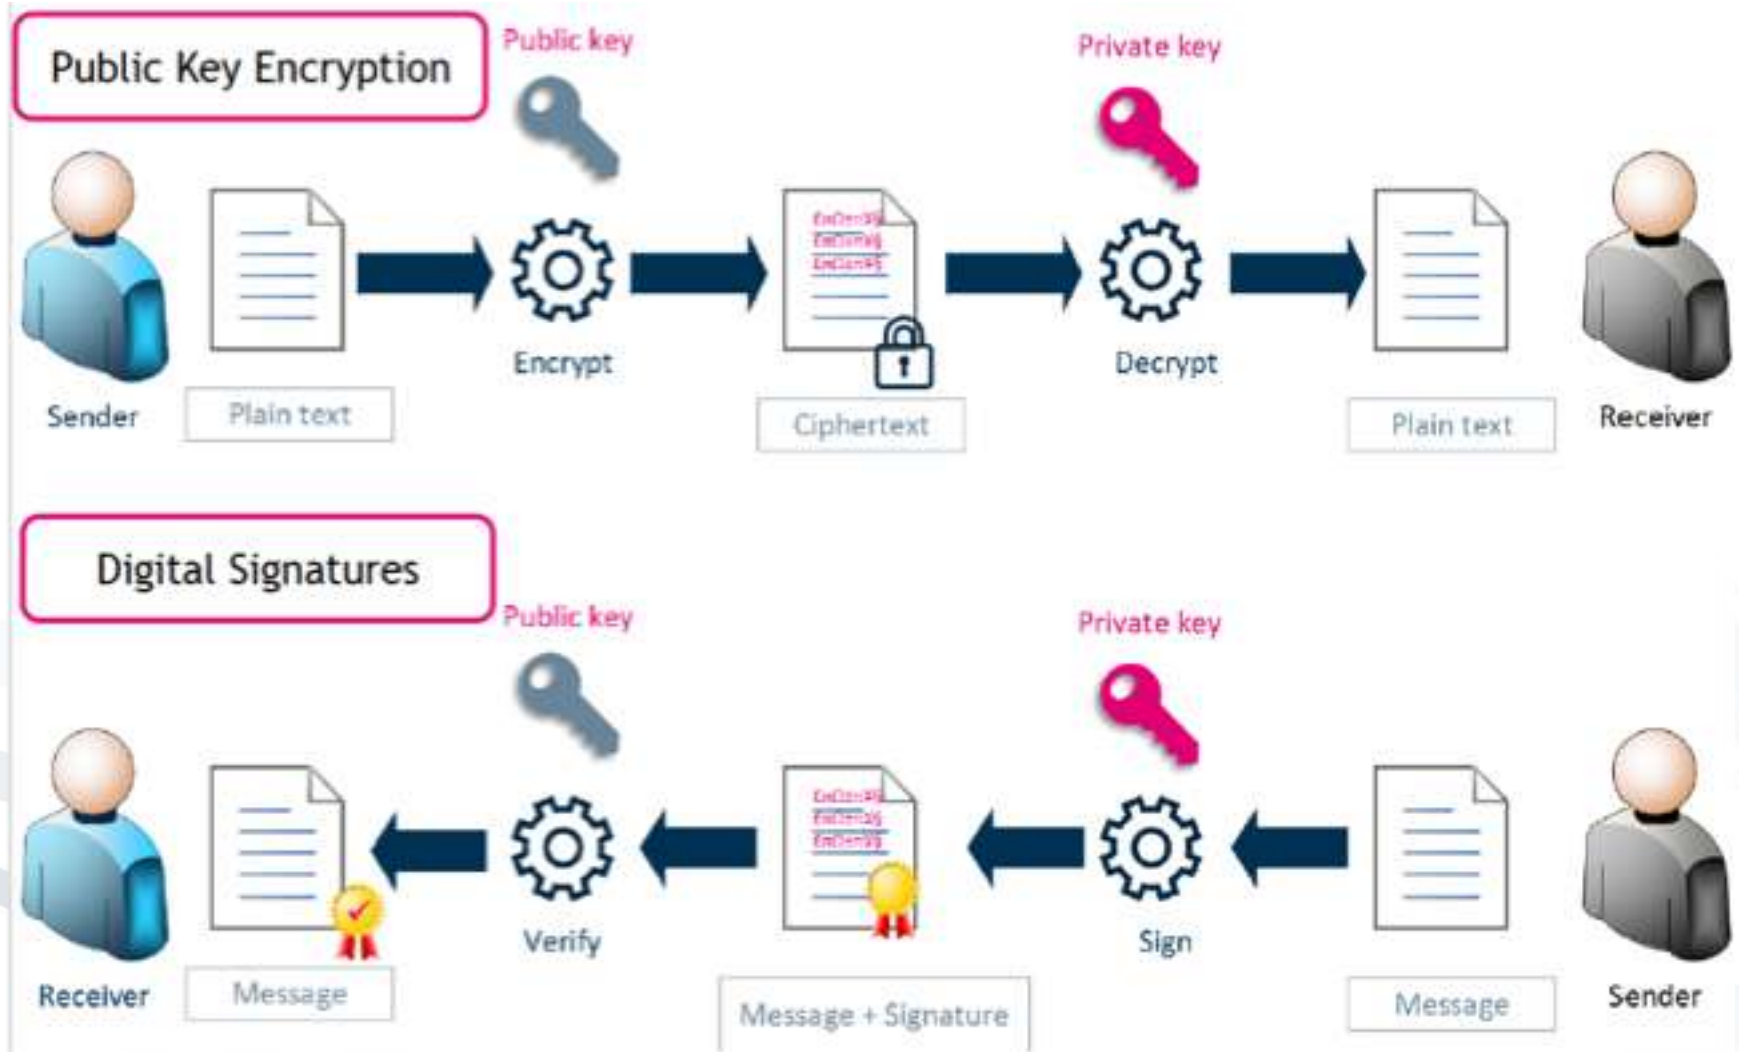 Public Key Encryption
Public key
Private key
Encrypt
Decrypt
Sender
Plain text
Ciphertext
Plain text
Receiver
Digital Signatures
Public key
Private key
Verify
Sign
Receiver
Message
Message + Signature
Message
Sender